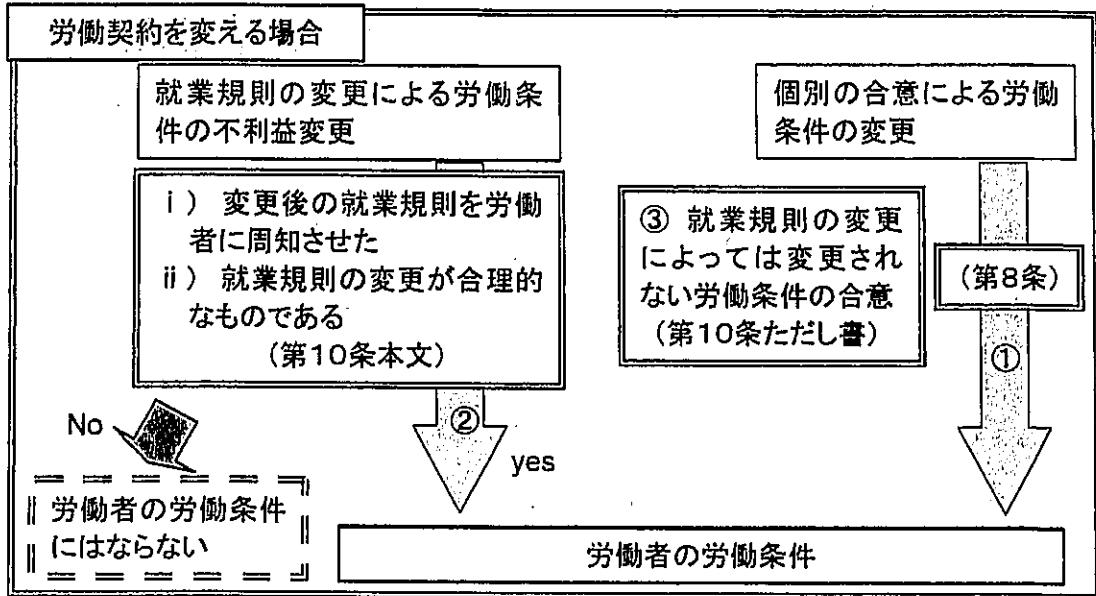 労働契約を変える場合
就業規則の変更による労働条
件の不利益変更
ⅰ) 変更後の就業規則を労働
者に周知させた
ⅱ) 就業規則の変更が合理的
なものである
(第10条本文)
②
yes
No
労働者の労働条件
にはならない
個別の合意による労働
条件の変更
③ 就業規則の変更
によっては変更され
ない労働条件の合意
(第10条ただし書)
(第8条)
①
労働者の労働条件